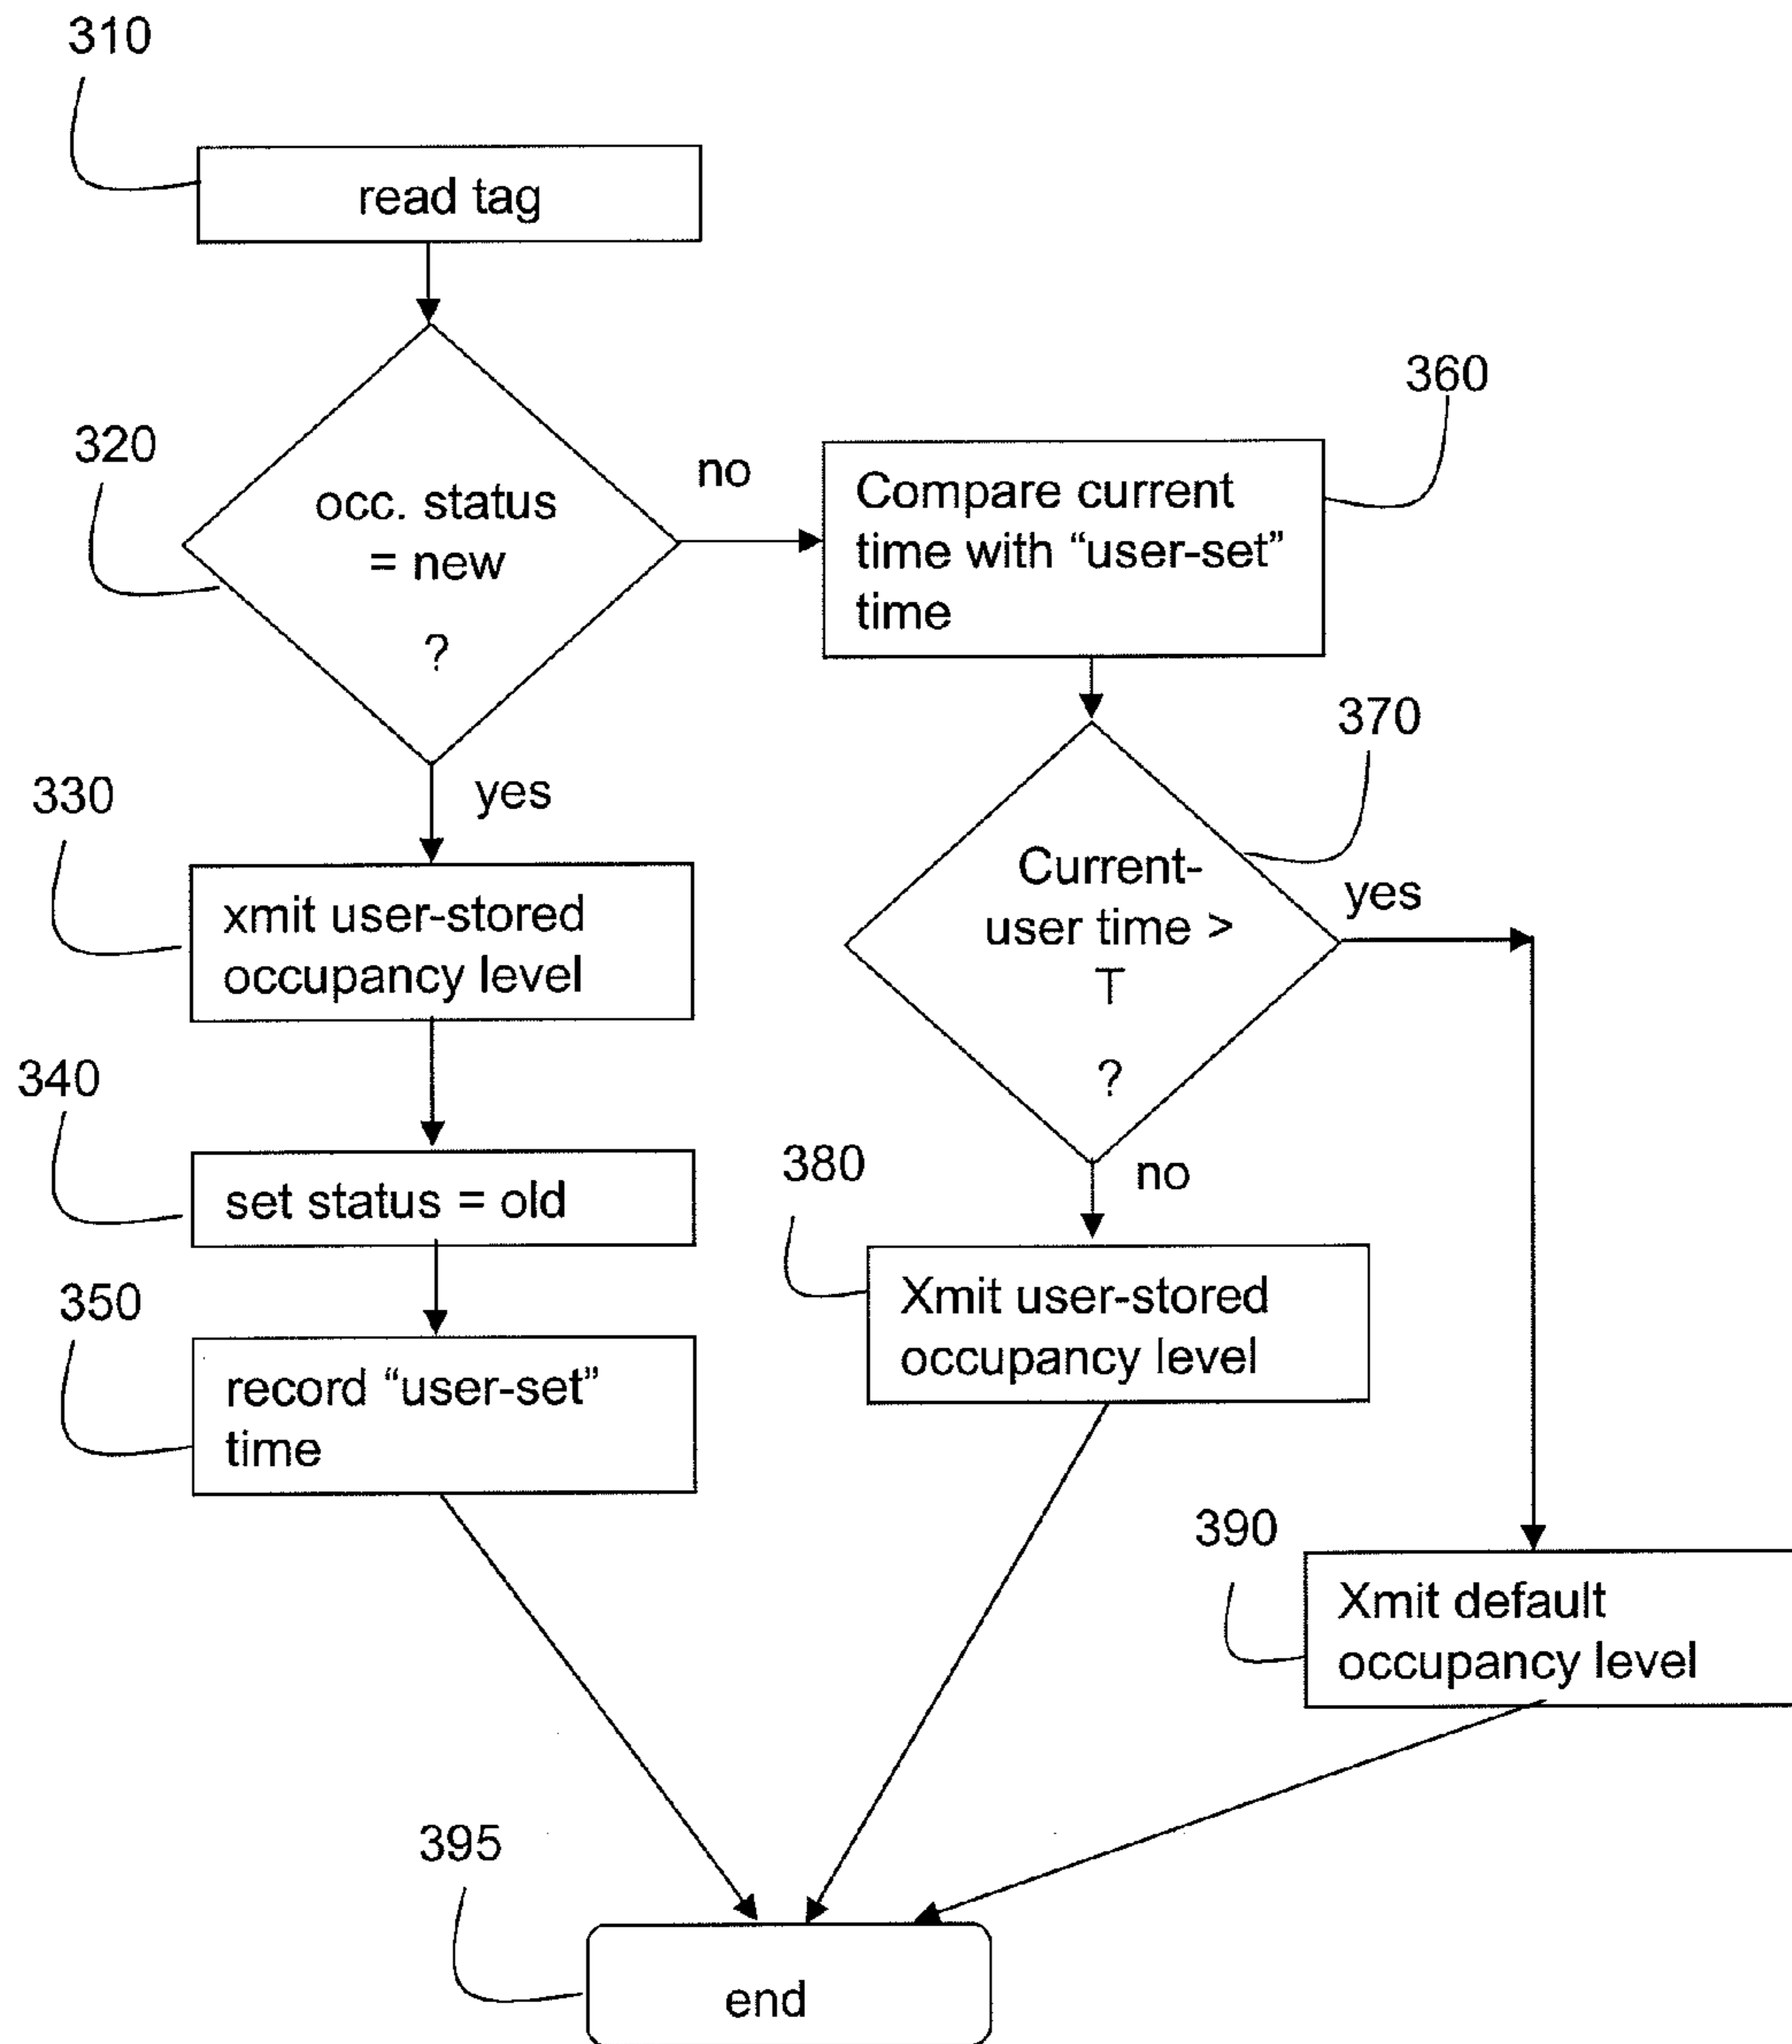 310
read tag
320
occ. status
= new
?
no
360
Compare current
time with “user-set”
time
yes
330
xmit user-stored
occupancy level
340
set status = old
350
record “user-set”
time
370
Current-
user time >
T
?
yes
no
380
Xmit user-stored
occupancy level
390
Xmit default
occupancy level
395
end